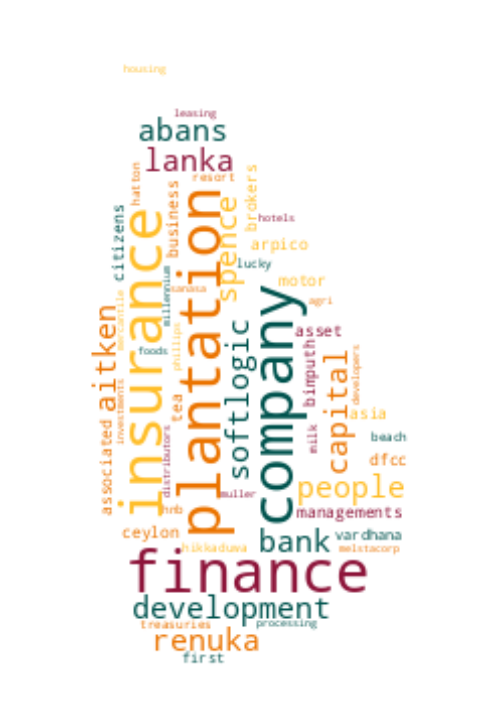 housing
leasing
abans
lanka
resort
hatton
business
brokers
spence
hotels
citizens
insurance
plantation
arpico
lucky
millennium
sanasa
motor
agri
mercantile
company
aitken
phillips
softlogic
foods
asset
bimputh
capital
developers
investments
tea
asia
associated
distributors
milk
beach
dfcc
muller
people
hnb
managements
ceylon
hikkaduwa
bank
vardhana
melstacorp
finance
development
treasuries
processing
renuka
first